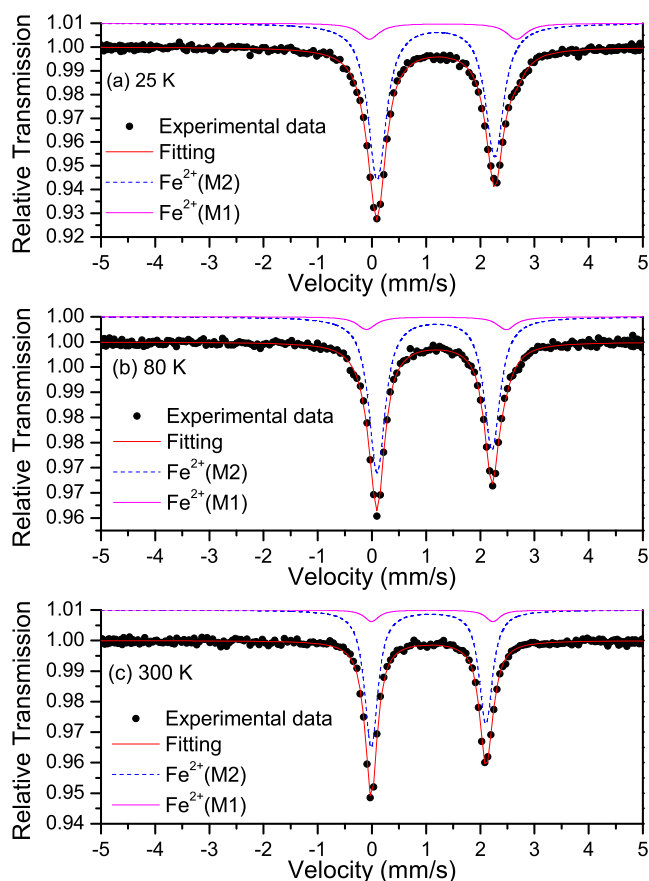 Relative Transmission
1.01
1.00
0.99
0.98
0.97
0.96
0.95
0.94
0.93
0.92
(a) 25 K
Experimental data
Fitting
Fe²⁺(M2)
Fe²⁺(M1)
-5 -4 -3 -2 -1 0 1 2 3 4 5
Velocity (mm/s)
Relative Transmission
1.00
1.00
0.99
0.99
0.98
0.98
0.97
0.97
0.96
(b) 80 K
Experimental data
Fitting
Fe²⁺(M2)
Fe²⁺(M1)
-5 -4 -3 -2 -1 0 1 2 3 4 5
Velocity (mm/s)
Relative Transmission
1.01
1.00
0.99
0.98
0.97
0.96
0.95
0.94
(c) 300 K
Experimental data
Fitting
Fe²⁺(M2)
Fe²⁺(M1)
-5 -4 -3 -2 -1 0 1 2 3 4 5
Velocity (mm/s)